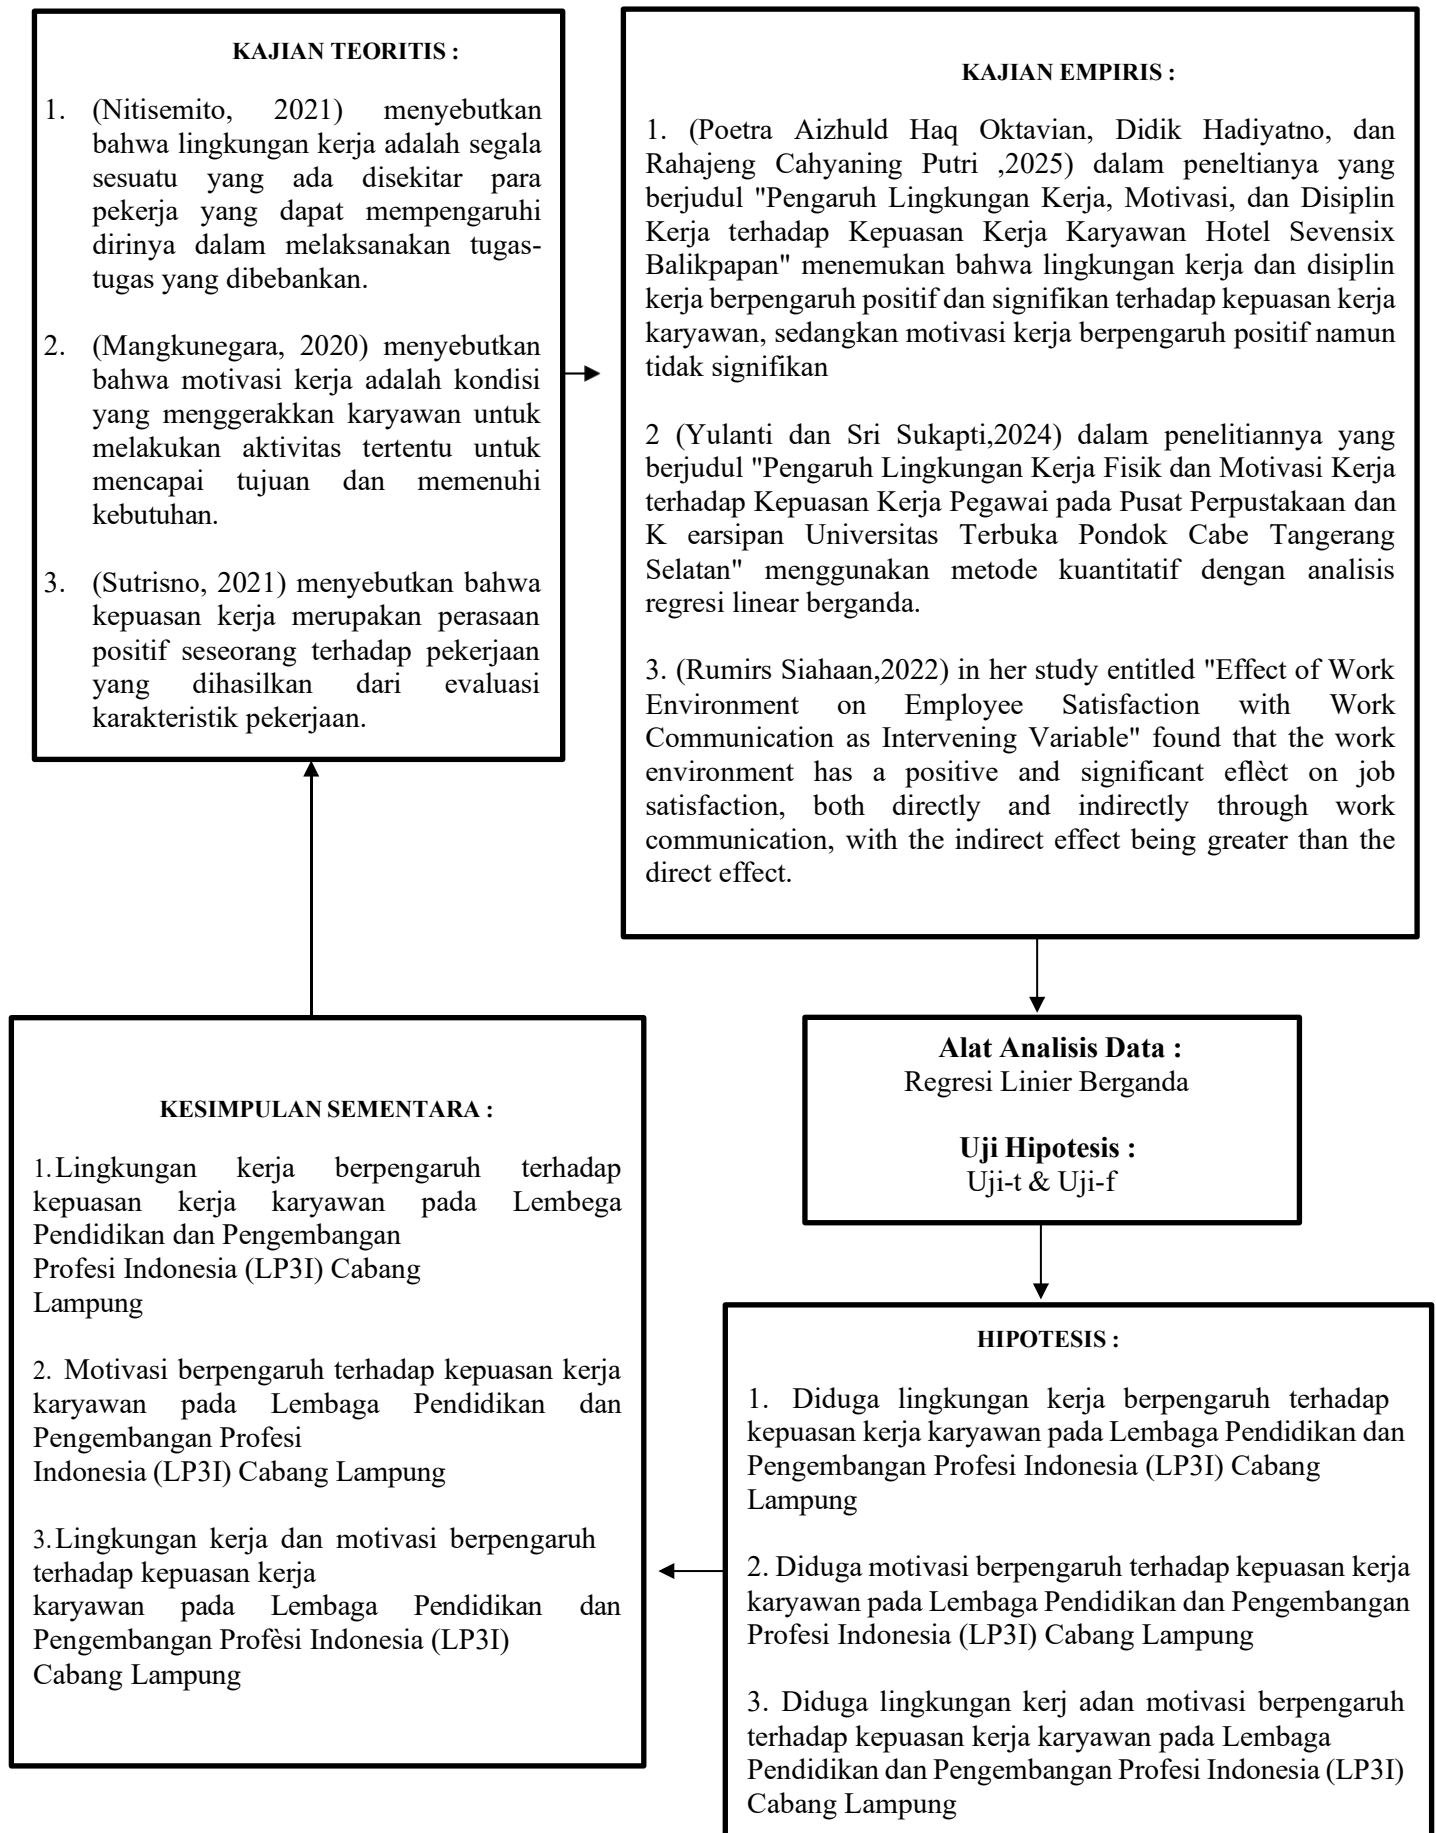 KAJIAN TEORITIS :
1. (Nitisemito, 2021) menyebutkan
bahwa lingkungan kerja adalah segala
sesuatu yang ada disekitar para
pekerja yang dapat mempengaruhi
dirinya dalam melaksanakan tugas-
tugas yang dibebankan.
2. (Mangkunegara, 2020) menyebutkan
bahwa motivasi kerja adalah kondisi
yang menggerakkan karyawan untuk
melakukan aktivitas tertentu untuk
mencapai tujuan dan memenuhi
kebutuhan.
3. (Sutrisno, 2021) menyebutkan bahwa
kepuasan kerja merupakan perasaan
positif seseorang terhadap pekerjaan
yang dihasilkan dari evaluasi
karakteristik pekerjaan.
KAJIAN EMPIRIS :
1. (Poetra Aizhuld Haq Oktavian, Didik Hadiyatno, dan
Rahajeng Cahyaning Putri ,2025) dalam peneltianya yang
berjudul "Pengaruh Lingkungan Kerja, Motivasi, dan Disiplin
Kerja terhadap Kepuasan Kerja Karyawan Hotel Sevensix
Balikpapan" menemukan bahwa lingkungan kerja dan disiplin
kerja berpengaruh positif dan signifikan terhadap kepuasan kerja
karyawan, sedangkan motivasi kerja berpengaruh positif namun
tidak signifikan
2 (Yulanti dan Sri Sukapti,2024) dalam penelitiannya yang
berjudul "Pengaruh Lingkungan Kerja Fisik dan Motivasi Kerja
terhadap Kepuasan Kerja Pegawai pada Pusat Perpustakaan dan
K earsipan Universitas Terbuka Pondok Cabe Tangerang
Selatan" menggunakan metode kuantitatif dengan analisis
regresi linear berganda.
3. (Rumirs Siahaan,2022) in her study entitled "Effect of Work
Environment on Employee Satisfaction with Work
Communication as Intervening Variable" found that the work
environment has a positive and significant eflèct on job
satisfaction, both directly and indirectly through work
communication, with the indirect effect being greater than the
direct effect.
Alat Analisis Data :
Regresi Linier Berganda
Uji Hipotesis :
Uji-t & Uji-f
HIPOTESIS :
1. Diduga lingkungan kerja berpengaruh terhadap
kepuasan kerja karyawan pada Lembaga Pendidikan dan
Pengembangan Profesi Indonesia (LP3I) Cabang
Lampung
2. Diduga motivasi berpengaruh terhadap kepuasan kerja
karyawan pada Lembaga Pendidikan dan Pengembangan
Profesi Indonesia (LP3I) Cabang Lampung
3. Diduga lingkungan kerj adan motivasi berpengaruh
terhadap kepuasan kerja karyawan pada Lembaga
Pendidikan dan Pengembangan Profesi Indonesia (LP3I)
Cabang Lampung
KESIMPULAN SEMENTARA :
1. Lingkungan kerja berpengaruh terhadap
kepuasan kerja karyawan pada Lembega
Pendidikan dan Pengembangan
Profesi Indonesia (LP3I) Cabang
Lampung
2. Motivasi berpengaruh terhadap kepuasan kerja
karyawan pada Lembaga Pendidikan dan
Pengembangan Profesi
Indonesia (LP3I) Cabang Lampung
3. Lingkungan kerja dan motivasi berpengaruh
terhadap kepuasan kerja
karyawan pada Lembaga Pendidikan dan
Pengembangan Profèsi Indonesia (LP3I)
Cabang Lampung